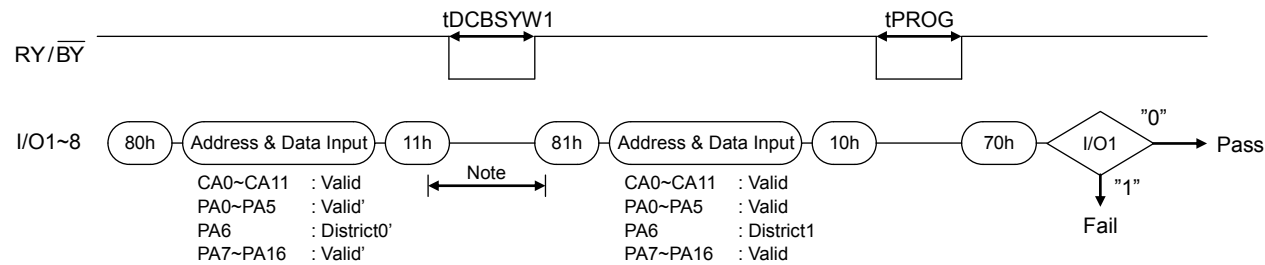 tDCBSYW1 tPROG
RY/BY
I/O1~8 80h Address & Data Input 11h 81h Address & Data Input 10h 70h I/O1 ”0” Pass
Note
”1”
Fail
CA0~CA11 : Valid
PA0~PA5 : Valid’
PA6 : District0’
PA7~PA16 : Valid’
CA0~CA11 : Valid
PA0~PA5 : Valid
PA6 : District1
PA7~PA16 : Valid